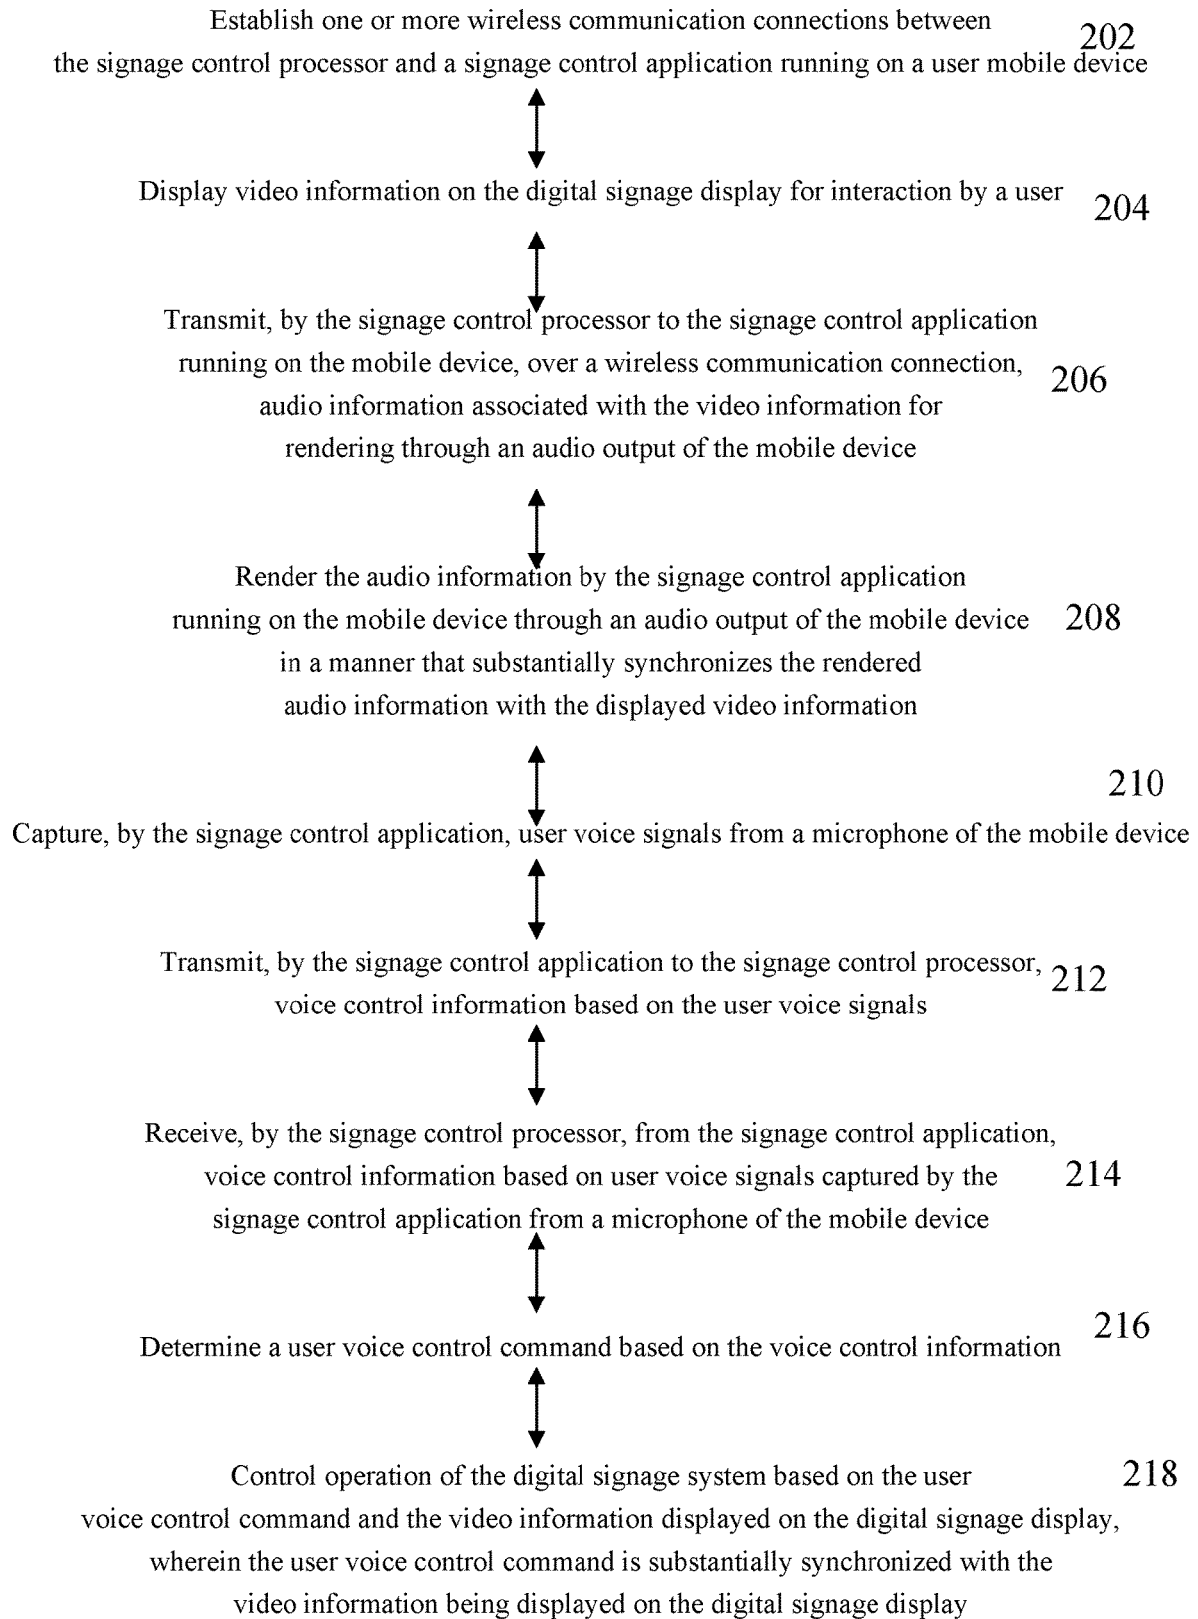 Establish one or more wireless communication connections between
202
the signage control processor and a signage control application running on a user mobile device
Display video information on the digital signage display for interaction by a user
204
Transmit, by the signage control processor to the signage control application
running on the mobile device, over a wireless communication connection,
206
audio information associated with the video information for
rendering through an audio output of the mobile device
Render the audio information by the signage control application
running on the mobile device through an audio output of the mobile device
208
in a manner that substantially synchronizes the rendered
audio information with the displayed video information
210
Capture, by the signage control application, user voice signals from a microphone of the mobile device
Transmit, by the signage control application to the signage control processor,
212
voice control information based on the user voice signals
Receive, by the signage control processor, from the signage control application,
voice control information based on user voice signals captured by the
214
signage control application from a microphone of the mobile device
216
Determine a user voice control command based on the voice control information
Control operation of the digital signage system based on the user
218
voice control command and the video information displayed on the digital signage display,
wherein the user voice control command is substantially synchronized with the
video information being displayed on the digital signage display